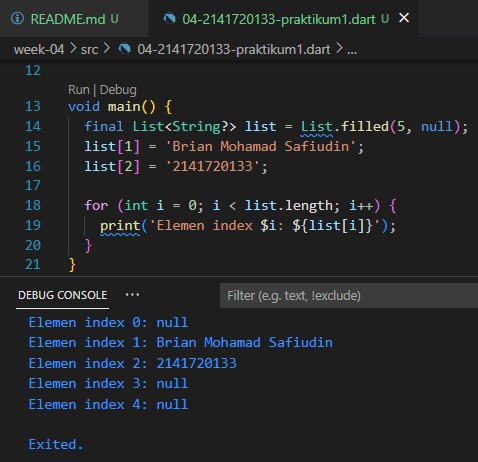 README.md U 04-2141720133-praktikum1.dart U
week-04 > src > 04-2141720133-praktikum1.dart > ...
12
Run | Debug
13 void main() {
14 final List<String?> list = List.filled(5, null);
15 list[1] = 'Brian Mohamad Safiudin';
16 list[2] = '2141720133';
17
18 for (int i = 0; i < list.length; i++) {
19 print('Elemen index $i: ${list[i]}');
20 }
21 }
DEBUG CONSOLE ... Filter (e.g. text, !exclude)
Elemen index 0: null
Elemen index 1: Brian Mohamad Safiudin
Elemen index 2: 2141720133
Elemen index 3: null
Elemen index 4: null
Exited.